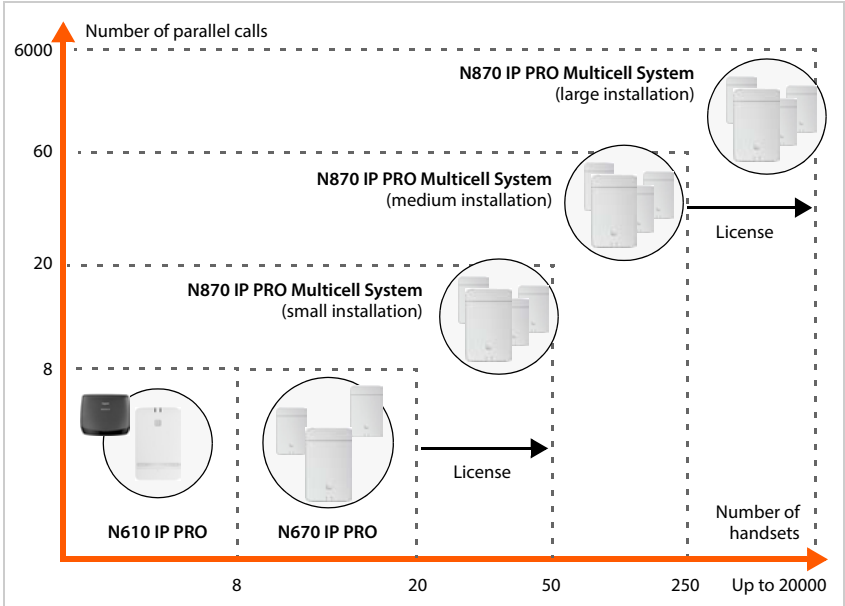 Number of parallel calls
6000
N870 IP PRO Multicell System
(large installation)
60
N870 IP PRO Multicell System
(medium installation)
License
20
N870 IP PRO Multicell System
(small installation)
8
License
Number of
handsets
N610 IP PRO
N670 IP PRO
8
20
50
250
Up to 20000